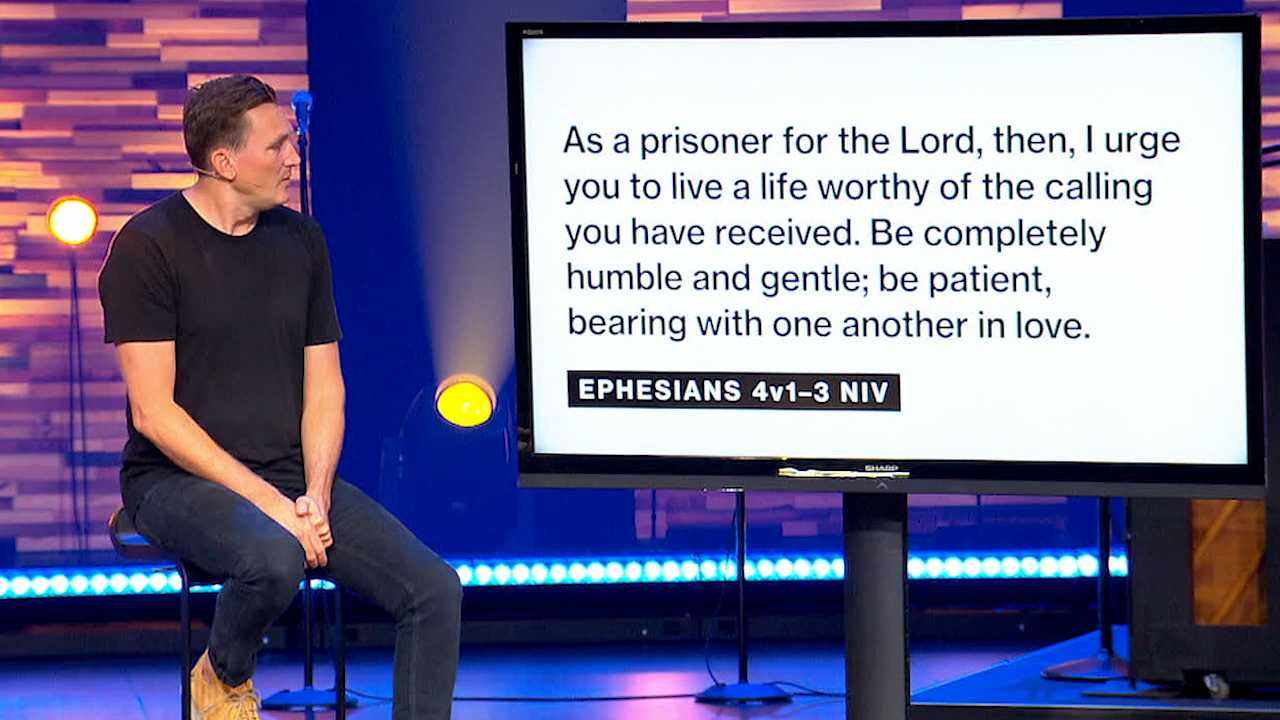 As a prisoner for the Lord, then, I urge
you to live a life worthy of the calling
you have received. Be completely
humble and gentle; be patient,
bearing with one another in love.
EPHESIANS 4v1–3 NIV
SHARP